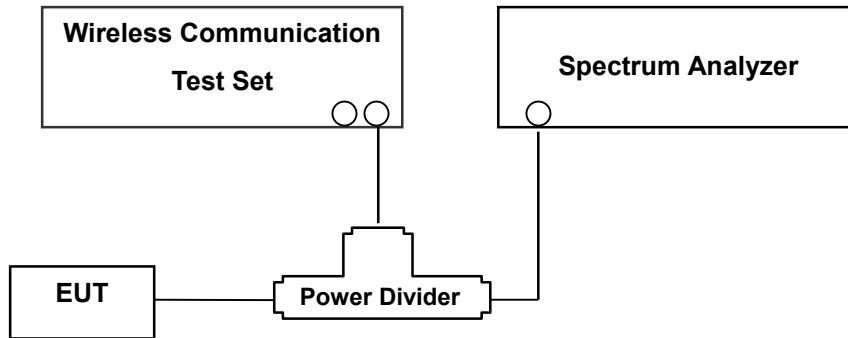 Wireless Communication
Test Set
Spectrum Analyzer
EUT
Power Divider